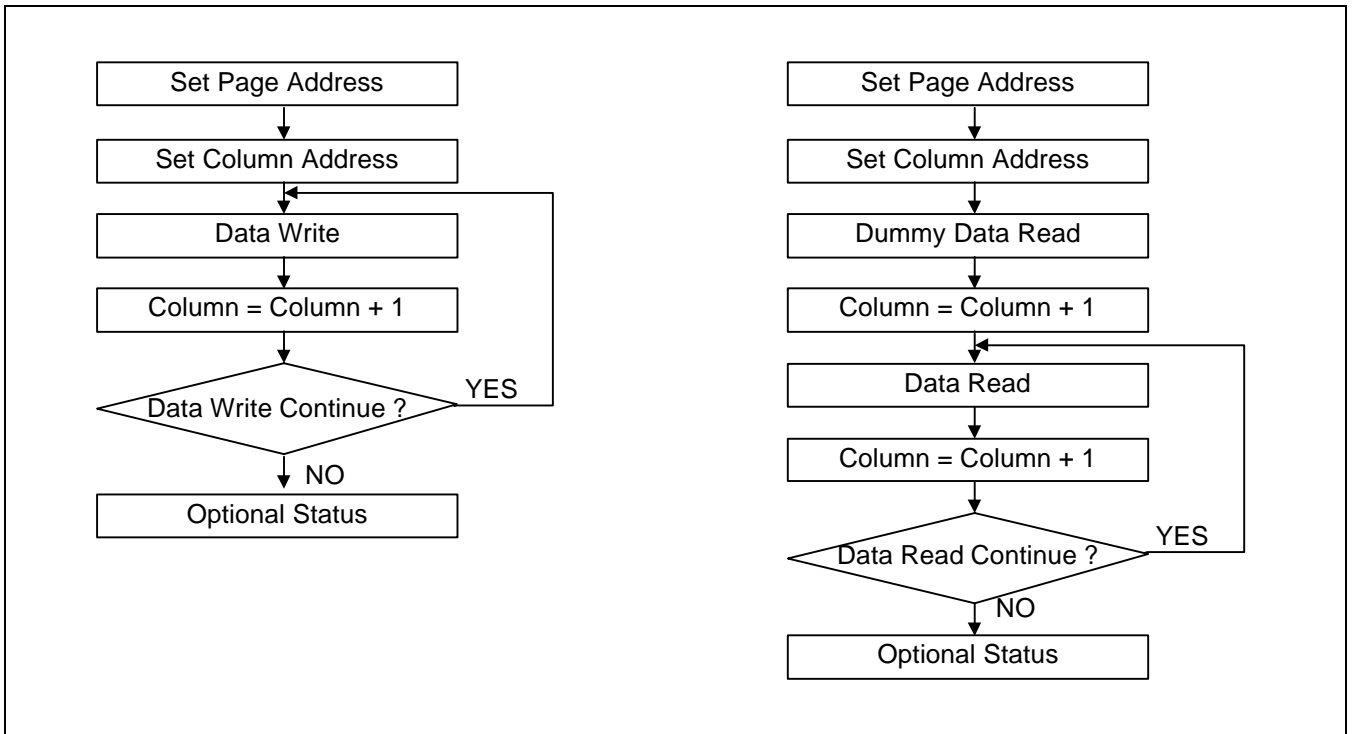 Set Page Address
Set Column Address
Data Write
Column = Column + 1
Data Write Continue ?
YES
NO
Optional Status
Set Page Address
Set Column Address
Dummy Data Read
Column = Column + 1
Data Read
Column = Column + 1
Data Read Continue ?
YES
NO
Optional Status